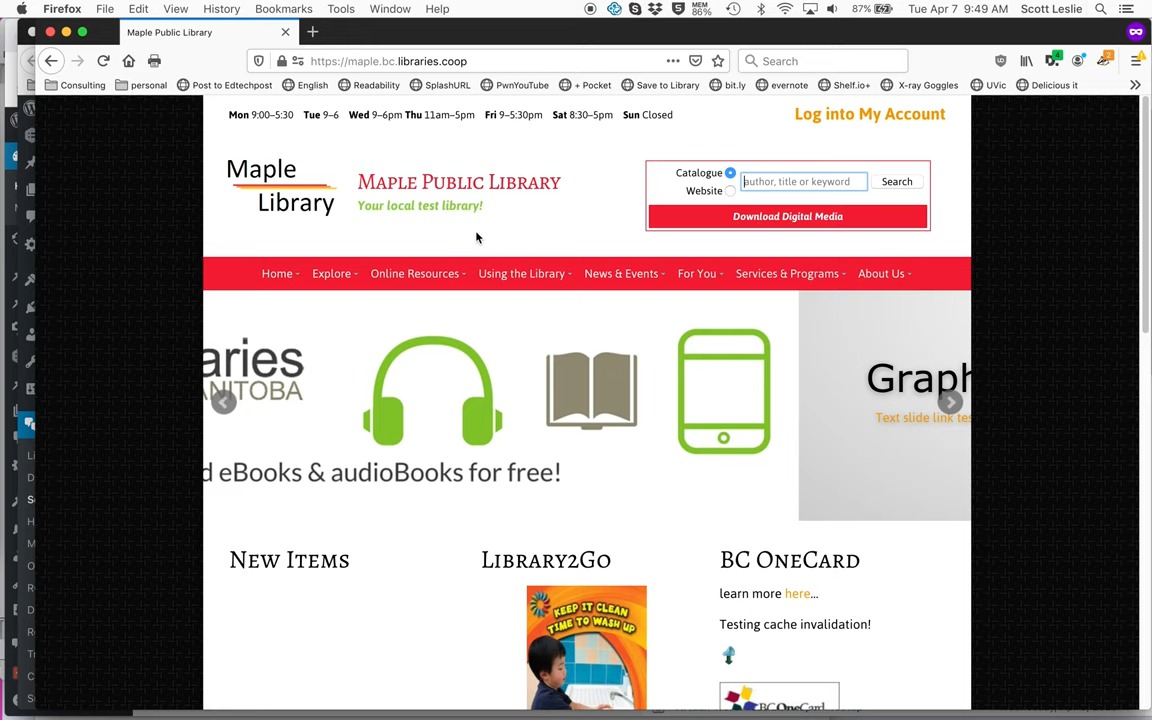 Firefox File Edit View History Bookmarks Tools Window Help MEM 86% 87% Tue Apr 7 9:49 AM Scott Leslie
Maple Public Library
https://maple.bc.libraries.coop Search
Consulting personal Post to Edtechpost English Readability SplashURL PwnYouTube + Pocket Save to Library bit.ly evernote Shelf.io+ X-ray Goggles UVic Delicious it
Mon 9:00–5:30 Tue 9–6 Wed 9–6pm Thu 11am–5pm Fri 9–5:30pm Sat 8:30–5pm Sun Closed
Log into My Account
Maple
Library
Maple Public Library
Your local test library!
Catalogue
Website
author, title or keyword
Search
Download Digital Media
Home Explore Online Resources Using the Library News & Events For You Services & Programs About Us
aries
ANITOBA
d eBooks & audioBooks for free!
Graph
Text slide link tes
New Items
Library2Go
BC OneCard
KEEP IT CLEAN
TIME TO WASH UP
learn more here...
Testing cache invalidation!
BC OneCard